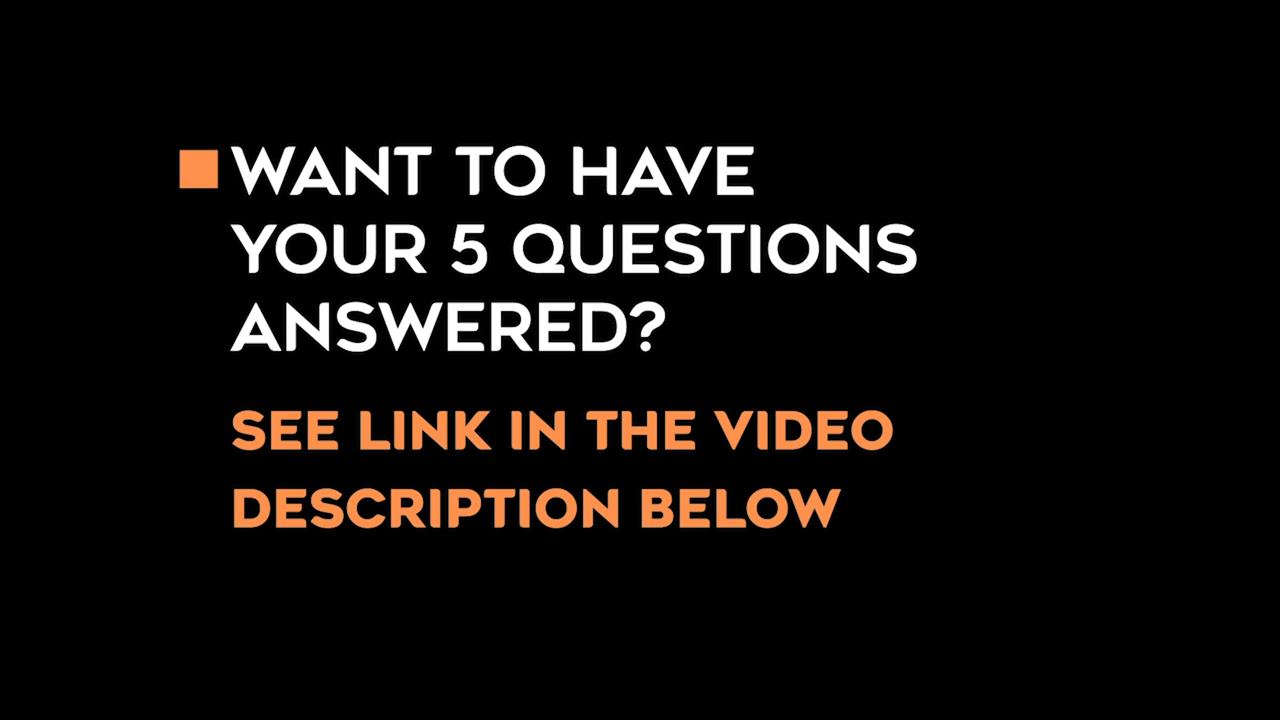 WANT TO HAVE
YOUR 5 QUESTIONS
ANSWERED?
SEE LINK IN THE VIDEO
DESCRIPTION BELOW